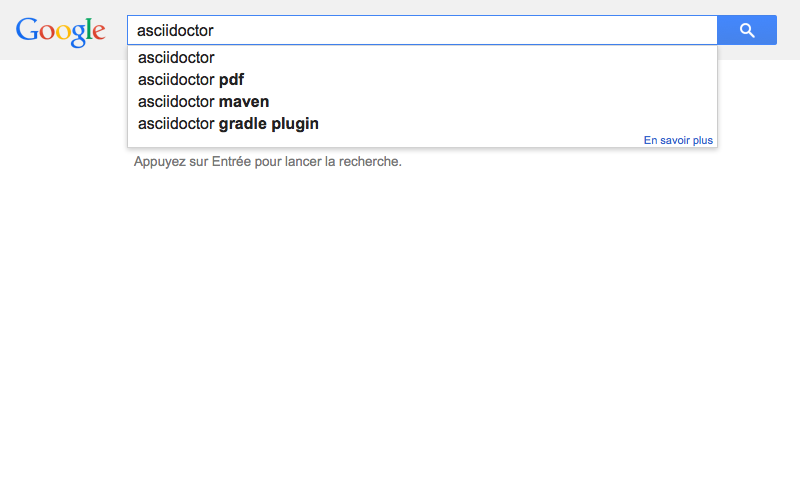 Google
asciidoctor
asciidoctor
asciidoctor pdf
asciidoctor maven
asciidoctor gradle plugin
En savoir plus
Appuyez sur Entrée pour lancer la recherche.